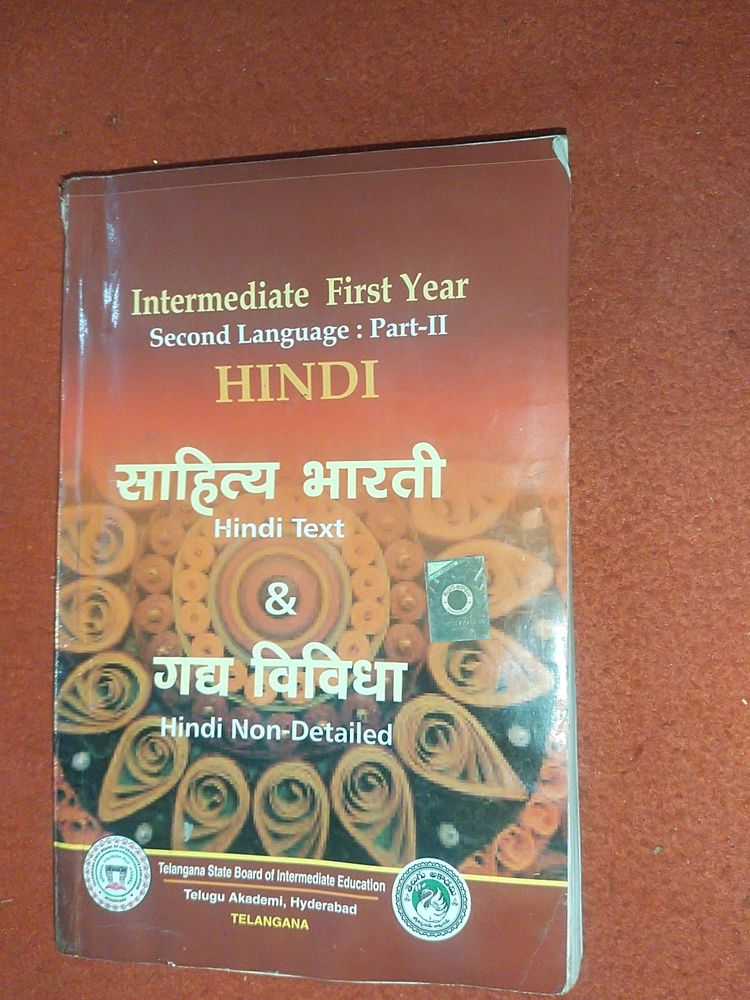 Intermediate First Year
Second Language : Part-II
HINDI
साहित्य भारती
Hindi Text
&
गद्य विविधा
Hindi Non-Detailed
Telangana State Board of Intermediate Education
Telugu Akademi, Hyderabad
TELANGANA